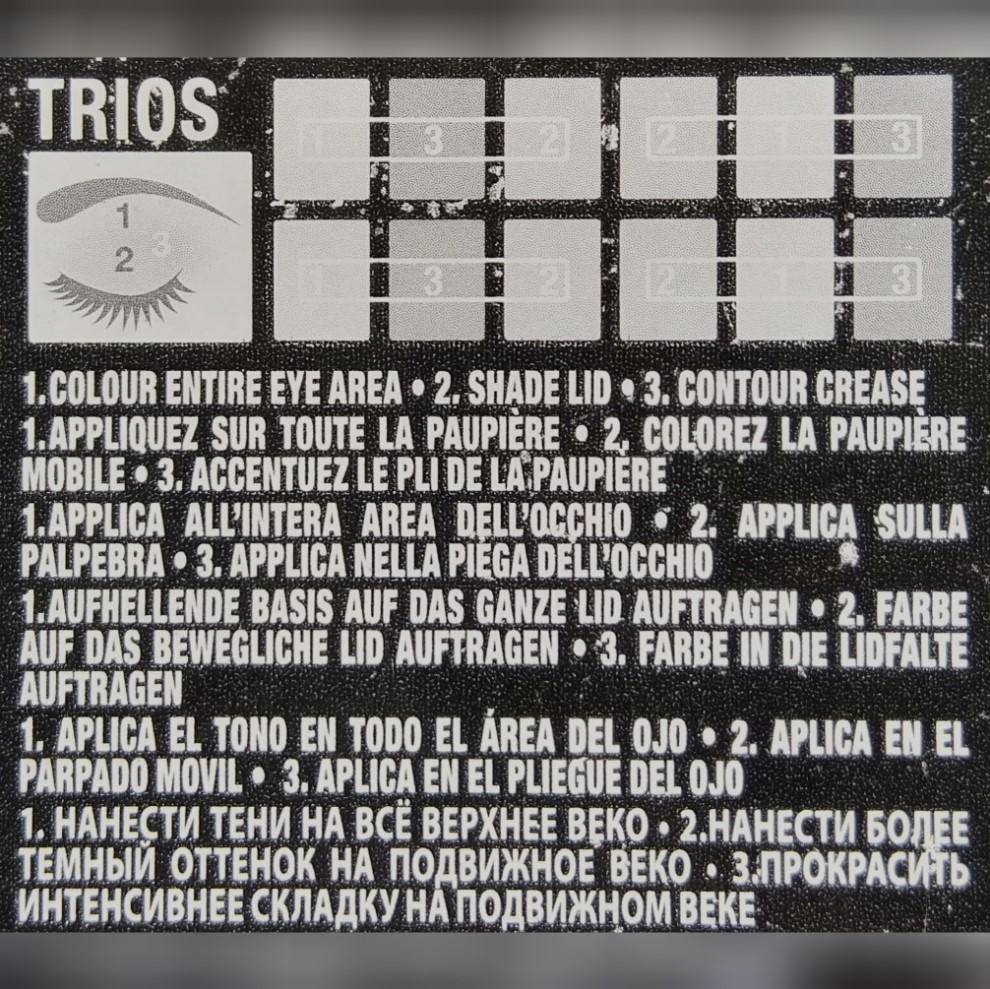 TRIOS
1 3 2 2 1 3
1 2 3
1 3 2 2 1 3
1.COLOUR ENTIRE EYE AREA • 2. SHADE LID • 3. CONTOUR CREASE
1.APPLIQUEZ SUR TOUTE LA PAUPIÈRE • 2. COLOREZ LA PAUPIÈRE
MOBILE • 3. ACCENTUEZ LE PLI DE LA PAUPIÈRE
1.APPLICA ALL'INTERA AREA DELL'OCCHIO • 2. APPLICA SULLA
PALPEBRA • 3. APPLICA NELLA PIEGA DELL'OCCHIO
1.AUFHELLENDE BASIS AUF DAS GANZE LID AUFTRAGEN • 2. FARBE
AUF DAS BEWEGLICHE LID AUFTRAGEN • 3. FARBE IN DIE LIDFALTE
AUFTRAGEN
1. APLICA EL TONO EN TODO EL ÁREA DEL OJO • 2. APLICA EN EL
PARPADO MOVIL • 3. APLICA EN EL PLIEGUE DEL OJO
1. НАНЕСТИ ТЕНИ НА ВСЁ ВЕРХНЕЕ ВЕКО • 2.НАНЕСТИ БОЛЕЕ
ТЕМНЫЙ ОТТЕНОК НА ПОДВИЖНОЕ ВЕКО • 3.ПРОКРАСИТЬ
ИНТЕНСИВНЕЕ СКЛАДКУ НА ПОДВИЖНОМ ВЕКЕ